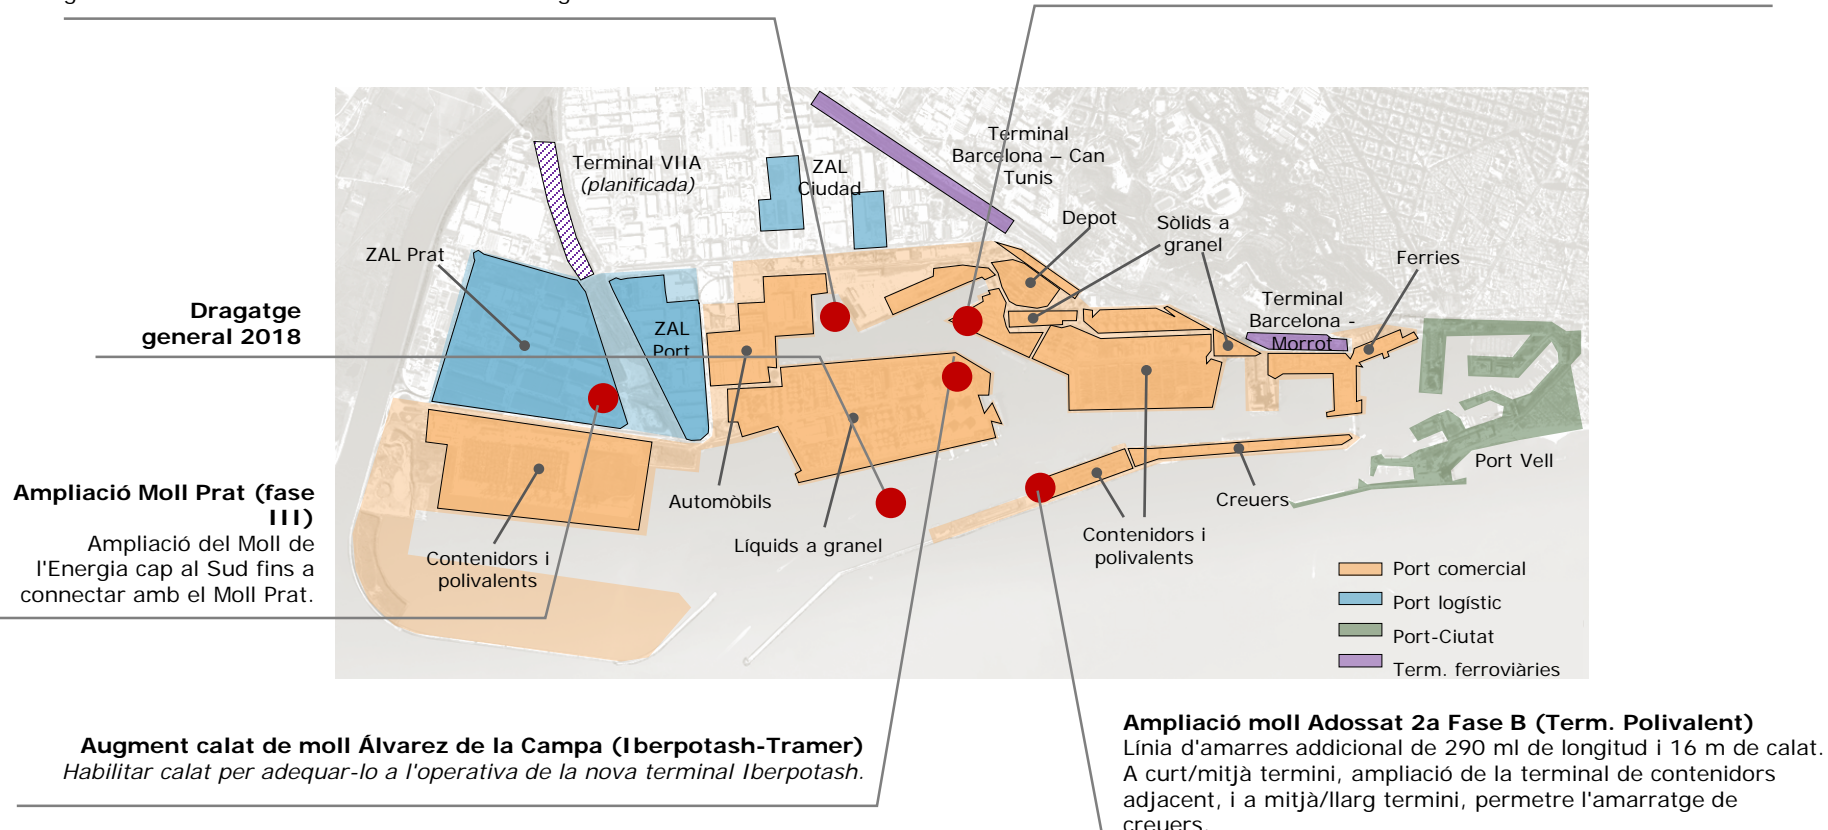 Terminal VIIA
(planificada)
ZAL
Ciudad
Terminal
Barcelona – Can
Tunis
Depot
Sòlids a
granel
Ferries
ZAL Prat
Dragatge
general 2018
ZAL
Port
Terminal
Barcelona -
Morrot
Port Vell
Ampliació Moll Prat (fase
III)
Ampliació del Moll de
l'Energia cap al Sud fins a
connectar amb el Moll Prat.
Automòbils
Creuers
Contenidors i
polivalents
Líquids a granel
Contenidors i
polivalents
Port comercial
Port logístic
Port-Ciutat
Term. ferroviàries
Augment calat de moll Álvarez de la Campa (Iberpotash-Tramer)
Habilitar calat per adequar-lo a l'operativa de la nova terminal Iberpotash.
Ampliació moll Adossat 2a Fase B (Term. Polivalent)
Línia d'amarres addicional de 290 ml de longitud i 16 m de calat.
A curt/mitjà termini, ampliació de la terminal de contenidors
adjacent, i a mitjà/llarg termini, permetre l'amarratge de
creuers.